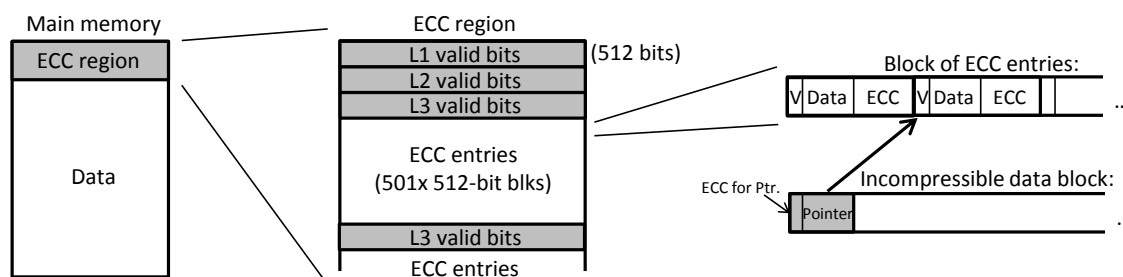 Main memory
ECC region
Data
ECC region
L1 valid bits
(512 bits)
L2 valid bits
L3 valid bits
ECC entries
(501x 512-bit blks)
L3 valid bits
ECC entries
Block of ECC entries:
V Data ECC V Data ECC ..
Incompressible data block:
ECC for Ptr.
Pointer
.